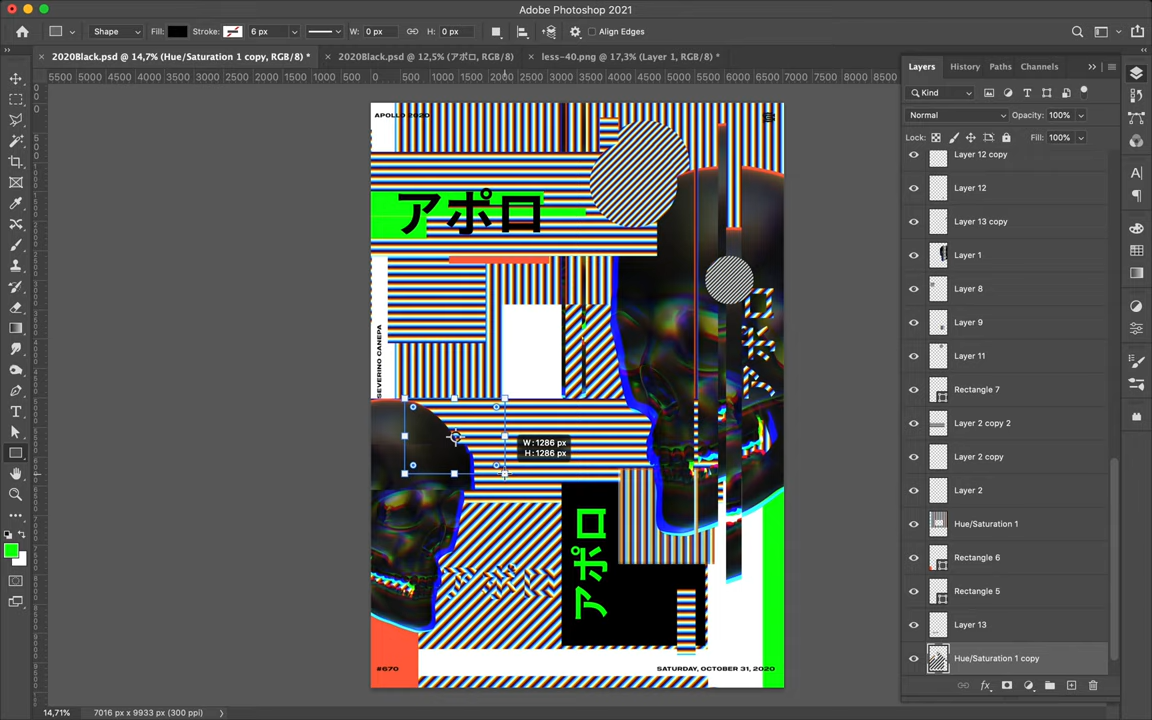 Adobe Photoshop 2021
Shape Fill: Stroke: 6 px W: 0 px H: 0 px Align Edges
2020Black.psd @ 14,7% (Hue/Saturation 1 copy, RGB/8) *
2020Black.psd @ 12,5% (アポロ, RGB/8)
less-40.png @ 17,3% (Layer 1, RGB/8) *
5500 5000 4500 4000 3500 3000 2500 2000 1500 1000 500 0 500 1000 1500 2000 2500 3000 3500 4000 4500 5000 5500 6000 6500 7000 7500 8000 8500
APOLLO 2020
アポロ
SEVERINO CANEPA
アポロ
W: 1286 px
H: 1286 px
アポロ
アポロ
#670
SATURDAY, OCTOBER 31, 2020
Layers History Paths Channels
Kind
Normal Opacity: 100%
Lock: Fill: 100%
Layer 12 copy
Layer 12
Layer 13 copy
Layer 1
Layer 8
Layer 9
Layer 11
Rectangle 7
Layer 2 copy 2
Layer 2 copy
Layer 2
Hue/Saturation 1
Rectangle 6
Rectangle 5
Layer 13
Hue/Saturation 1 copy
14,71% 7016 px x 9933 px (300 ppi)